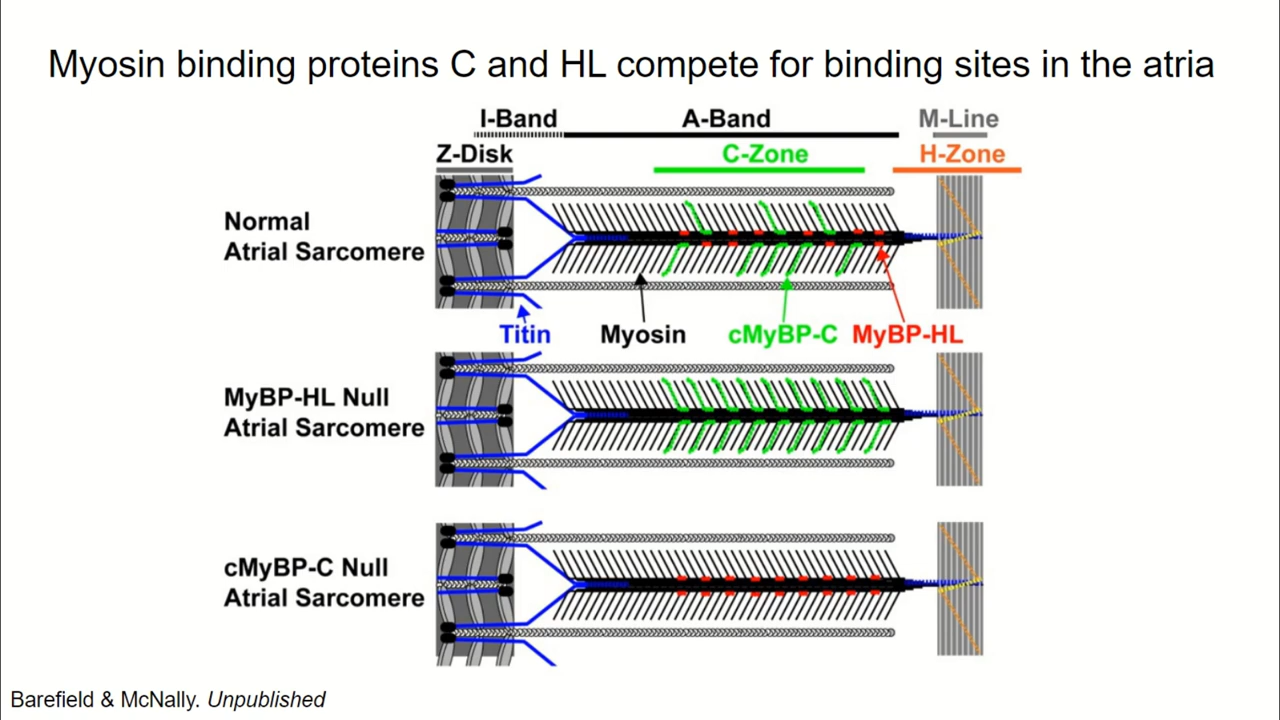 Myosin binding proteins C and HL compete for binding sites in the atria
I-Band
A-Band
M-Line
Z-Disk
C-Zone
H-Zone
Normal
Atrial Sarcomere
Titin
Myosin
cMyBP-C
MyBP-HL
MyBP-HL Null
Atrial Sarcomere
cMyBP-C Null
Atrial Sarcomere
Barefield & McNally. Unpublished